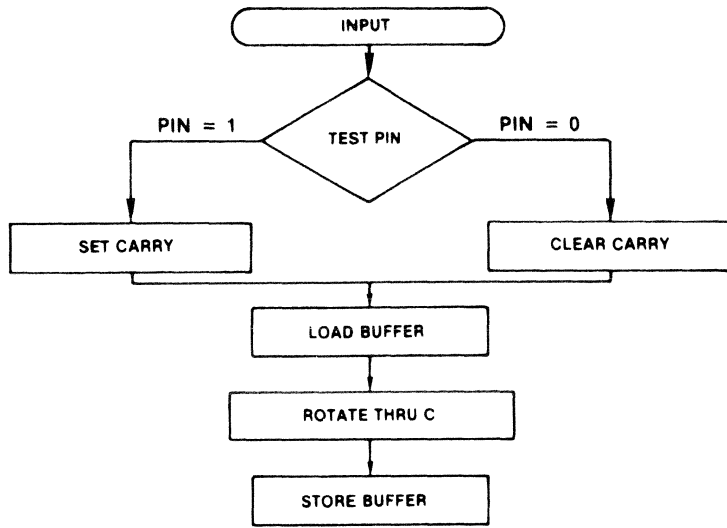 INPUT
TEST PIN
PIN = 1
PIN = 0
SET CARRY
CLEAR CARRY
LOAD BUFFER
ROTATE THRU C
STORE BUFFER